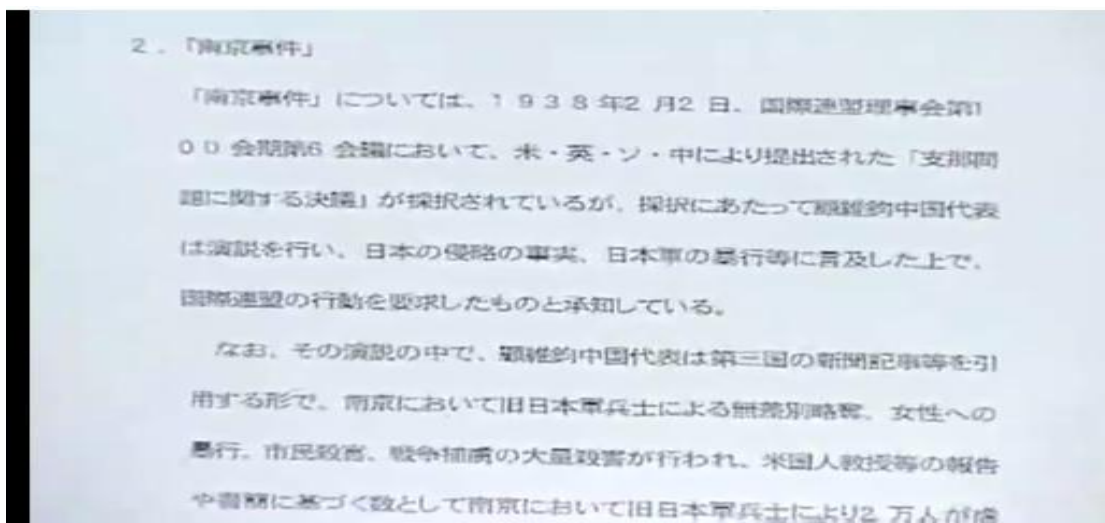 2.「南京事件」
「南京事件」については、1938年2月2日、国際連盟理事会第1
00会期第6会議において、米・英・ソ・中により提出された「支那問
題に関する決議」が採択されているが、採択にあたって顧維鈞中国代表
は演説を行い、日本の侵略の事実、日本軍の暴行等に言及した上で、
国際連盟の行動を要求したものと承知している。
なお、その演説の中で、顧維鈞中国代表は第三国の新聞記事等を引
用する形で、南京において旧日本軍兵士による無差別略奪、女性への
暴行、市民殺害、戦争捕虜の大量殺害が行われ、米国人教授等の報告
や書簡に基づく数として南京において旧日本軍兵士により2万人が虐